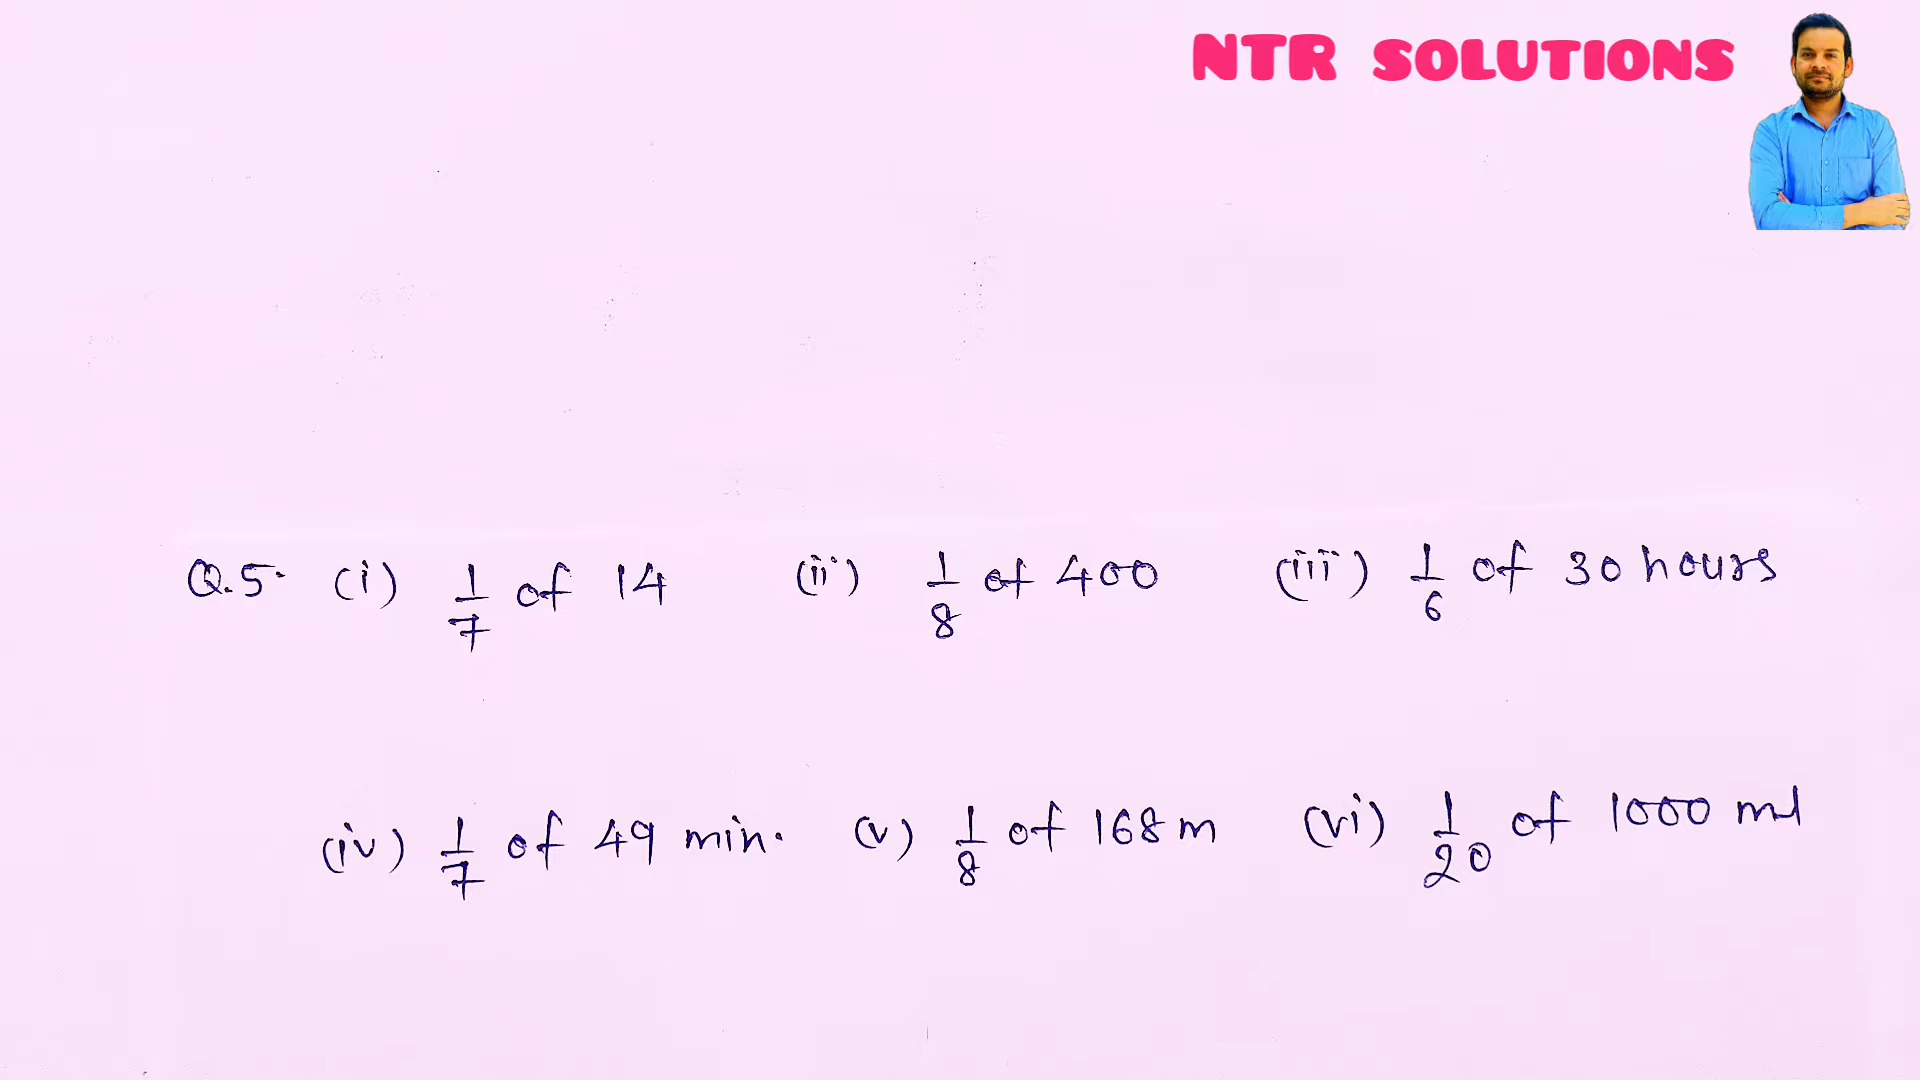 NTR SOLUTIONS
Q.5. (i) 1/7 of 14 (ii) 1/8 of 400 (iii) 1/6 of 30 hours
(iv) 1/7 of 49 min. (v) 1/8 of 168 m (vi) 1/20 of 1000 ml